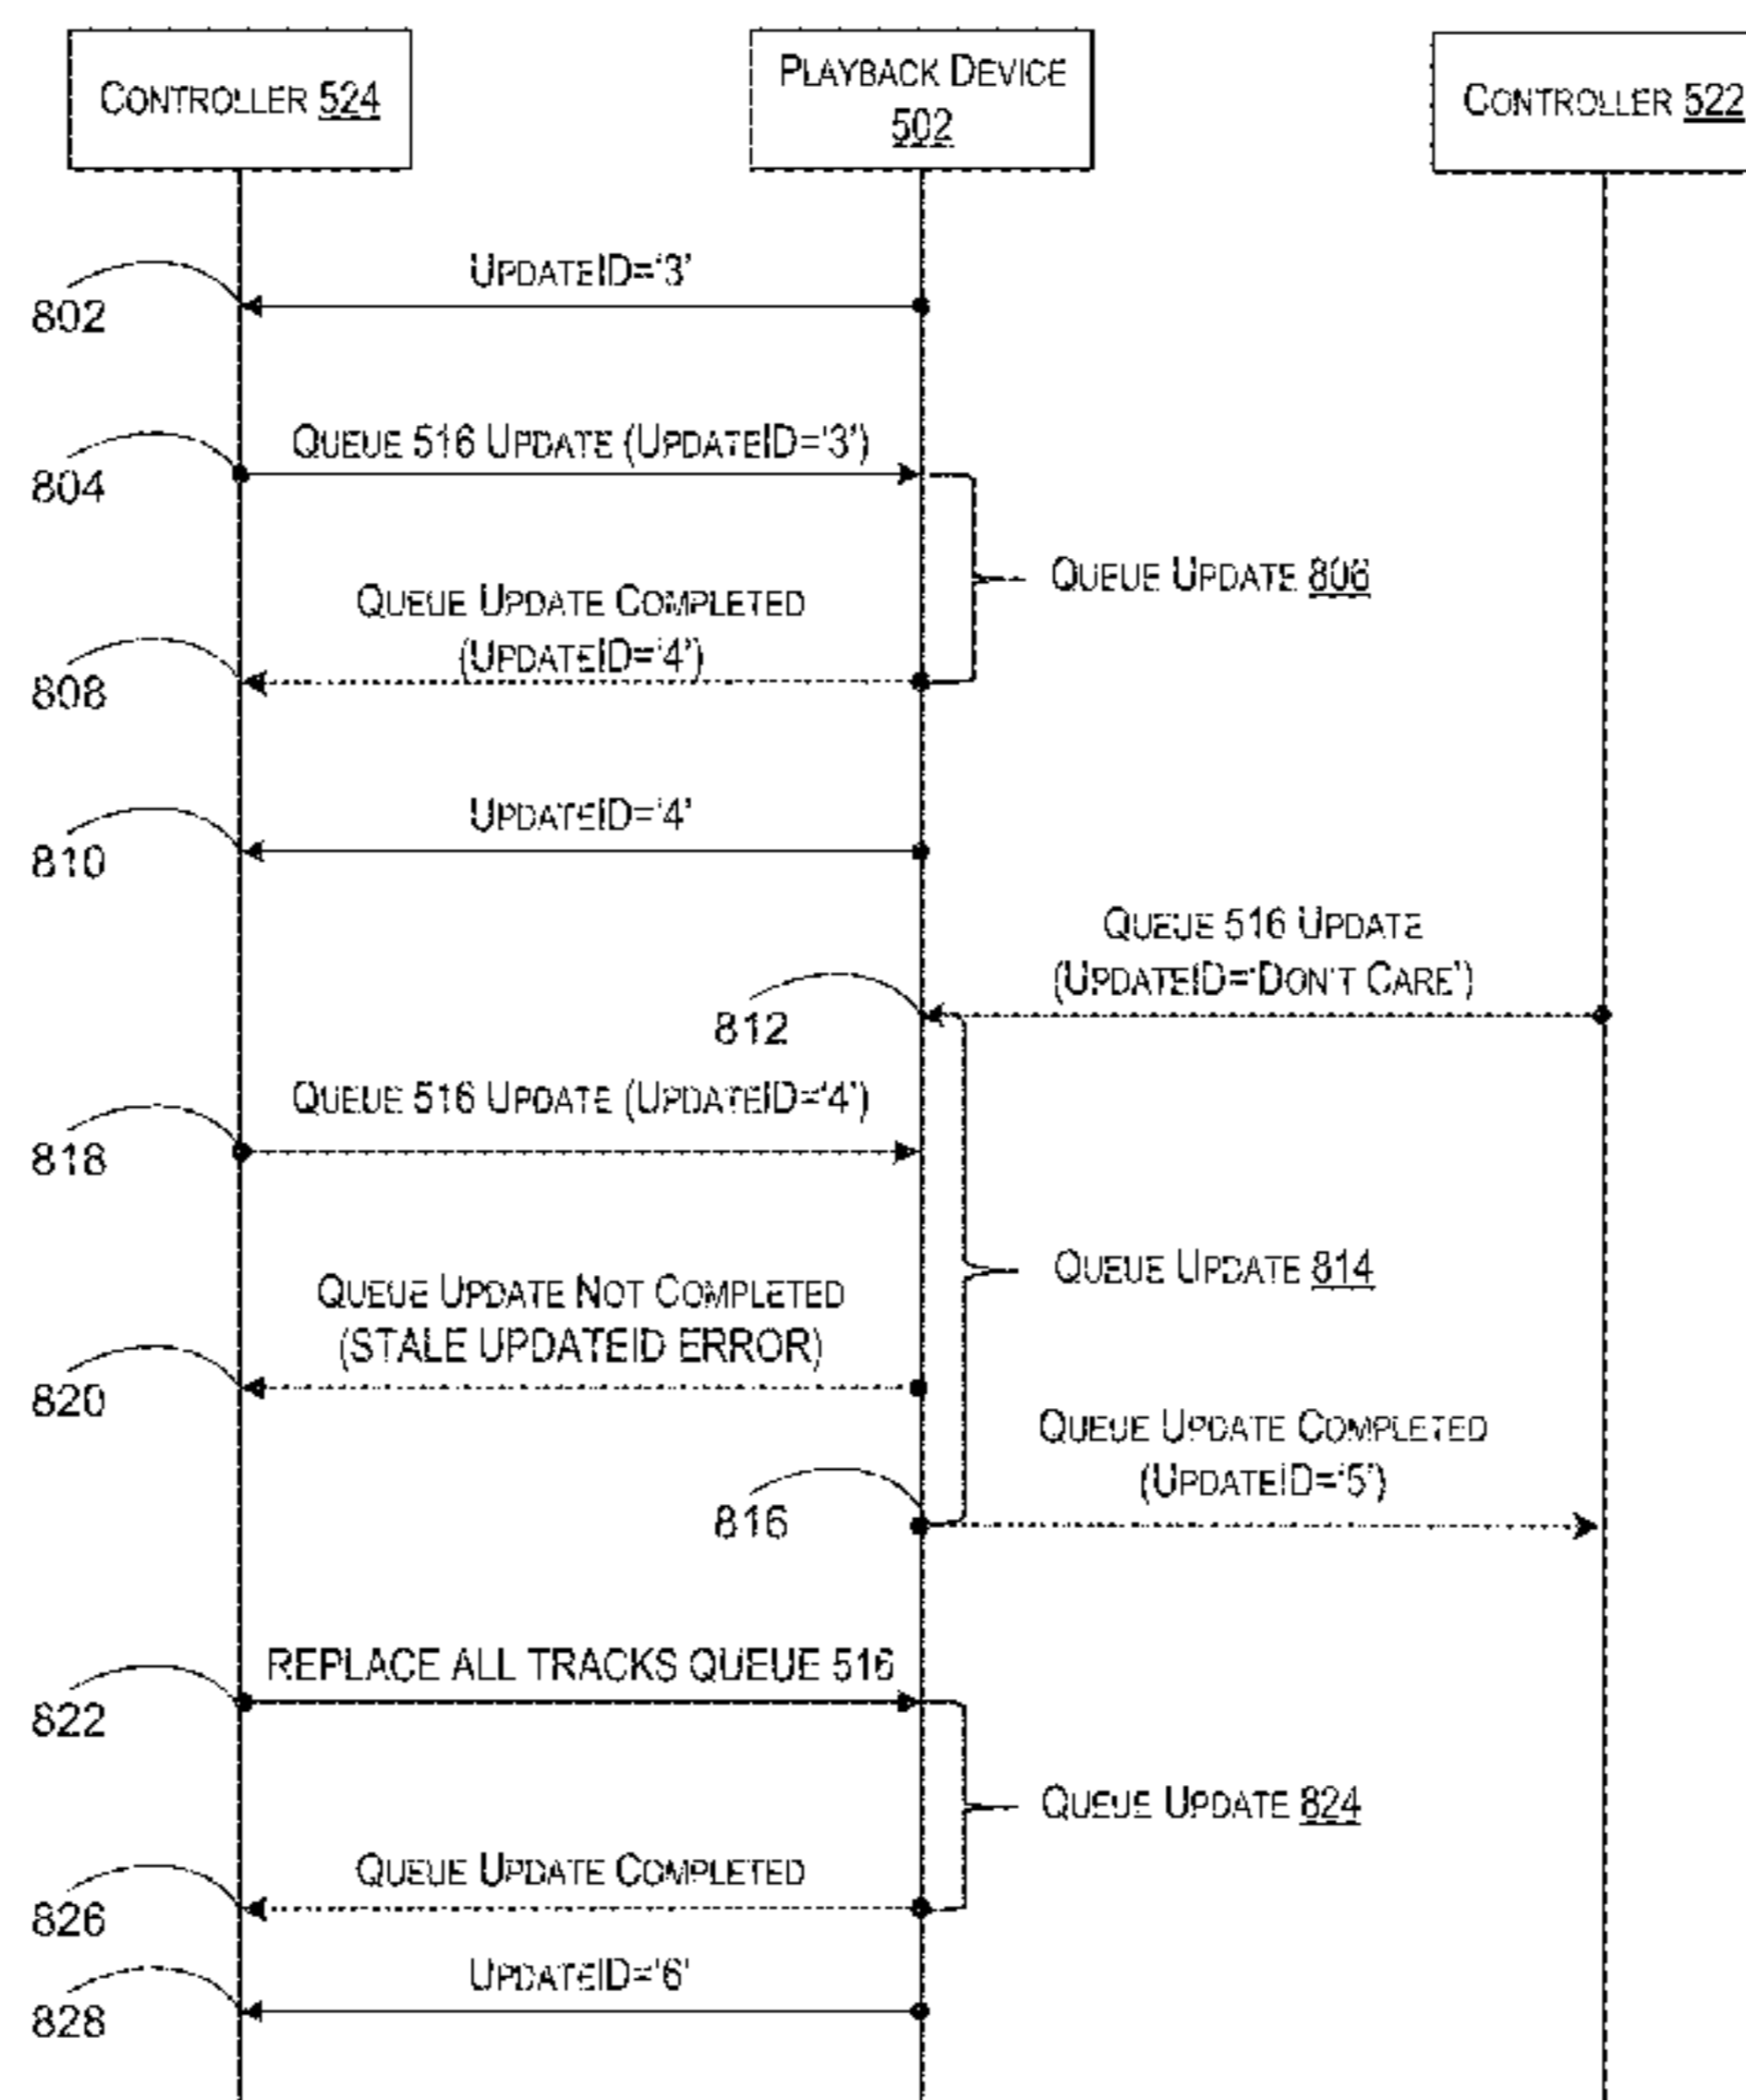 CONTROLLER 524
PLAYBACK DEVICE
502
CONTROLLER 522
UPDATEID='3'
802
QUEUE 516 UPDATE (UPDATEID='3')
804
QUEUE UPDATE 806
QUEUE UPDATE COMPLETED
(UPDATEID='4')
808
UPDATEID='4'
810
QUEUE 516 UPDATE
(UPDATEID='DON'T CARE')
812
QUEUE 516 UPDATE (UPDATEID='4')
818
QUEUE UPDATE 814
QUEUE UPDATE NOT COMPLETED
(STALE UPDATEID ERROR)
820
QUEUE UPDATE COMPLETED
(UPDATEID='5')
816
REPLACE ALL TRACKS QUEUE 516
822
QUEUE UPDATE 824
QUEUE UPDATE COMPLETED
826
UPDATEID='6'
828